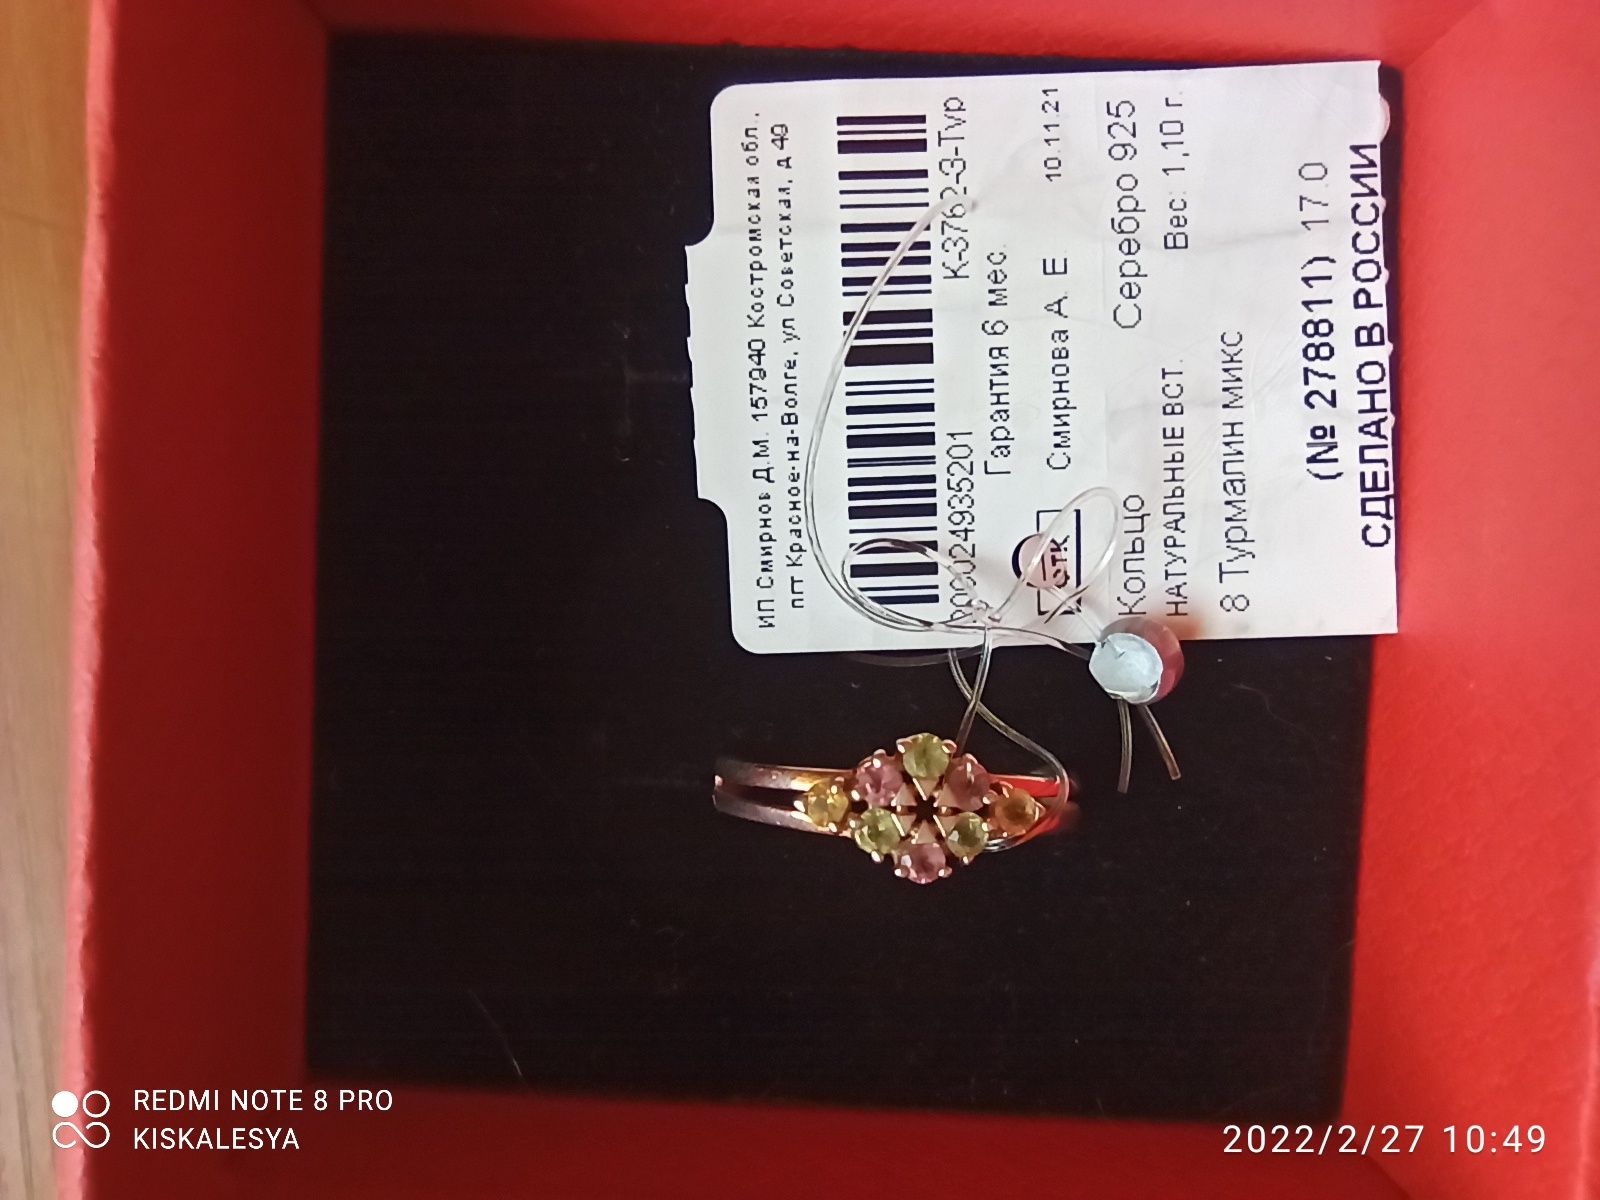 ИП Смирнов Д.М. 157940 Костромская обл.,
пгт Красное-на-Волге, ул Советская, д 49
00024935201 К-3762-3-Тур
Гарантия 6 мес.
ОТК Смирнова А. Е. 10.11.21
Кольцо Серебро 925
НАТУРАЛЬНЫЕ ВСТ. Вес: 1,10 г.
8 Турмалин микс
(№ 278811) 17.0
СДЕЛАНО В РОССИИ
REDMI NOTE 8 PRO
KISKALESYA
2022/2/27 10:49